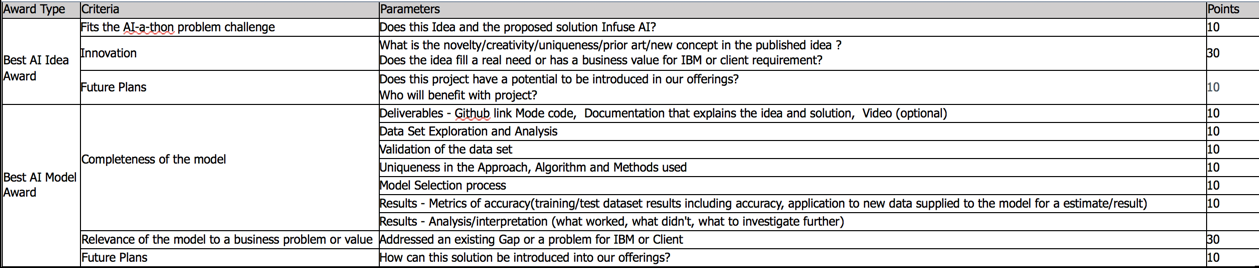 Award Type Criteria Parameters Points
Fits the AI-a-thon problem challenge Does this Idea and the proposed solution Infuse AI? 10
Best AI Idea Award
Innovation What is the novelty/creativity/uniqueness/prior art/new concept in the published idea ?
Does the idea fill a real need or has a business value for IBM or client requirement? 30
Future Plans Does this project have a potential to be introduced in our offerings?
Who will benefit with project? 10
Best AI Model Award
Completeness of the model
Deliverables - Github link Mode code, Documentation that explains the idea and solution, Video (optional) 10
Data Set Exploration and Analysis 10
Validation of the data set 10
Uniqueness in the Approach, Algorithm and Methods used 10
Model Selection process 10
Results - Metrics of accuracy(training/test dataset results including accuracy, application to new data supplied to the model for a estimate/result) 10
Results - Analysis/interpretation (what worked, what didn't, what to investigate further)
Relevance of the model to a business problem or value Addressed an existing Gap or a problem for IBM or Client 30
Future Plans How can this solution be introduced into our offerings? 10